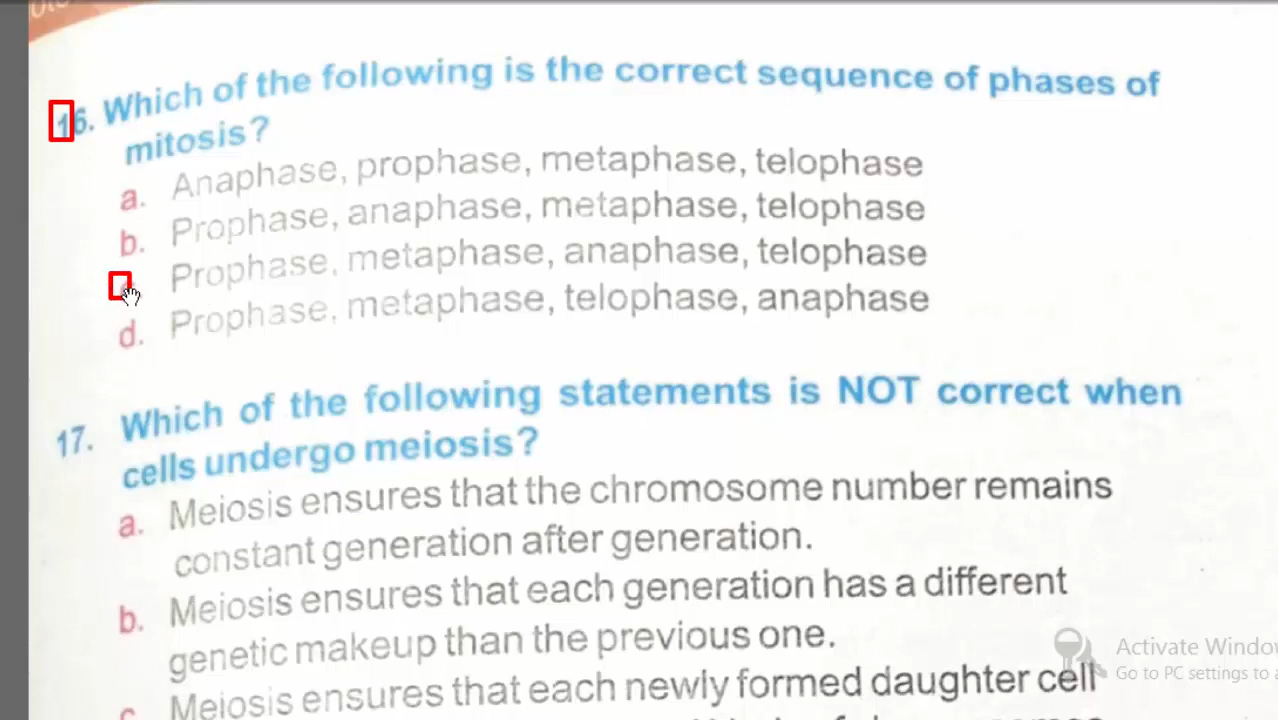 16. Which of the following is the correct sequence of phases of
mitosis?
a. Anaphase, prophase, metaphase, telophase
b. Prophase, anaphase, metaphase, telophase
Prophase, metaphase, anaphase, telophase
d. Prophase, metaphase, telophase, anaphase
17. Which of the following statements is NOT correct when
cells undergo meiosis?
a. Meiosis ensures that the chromosome number remains
constant generation after generation.
b. Meiosis ensures that each generation has a different
genetic makeup than the previous one.
Activate Windo
Go to PC settings to a
c. Meiosis ensures that each newly formed daughter cell